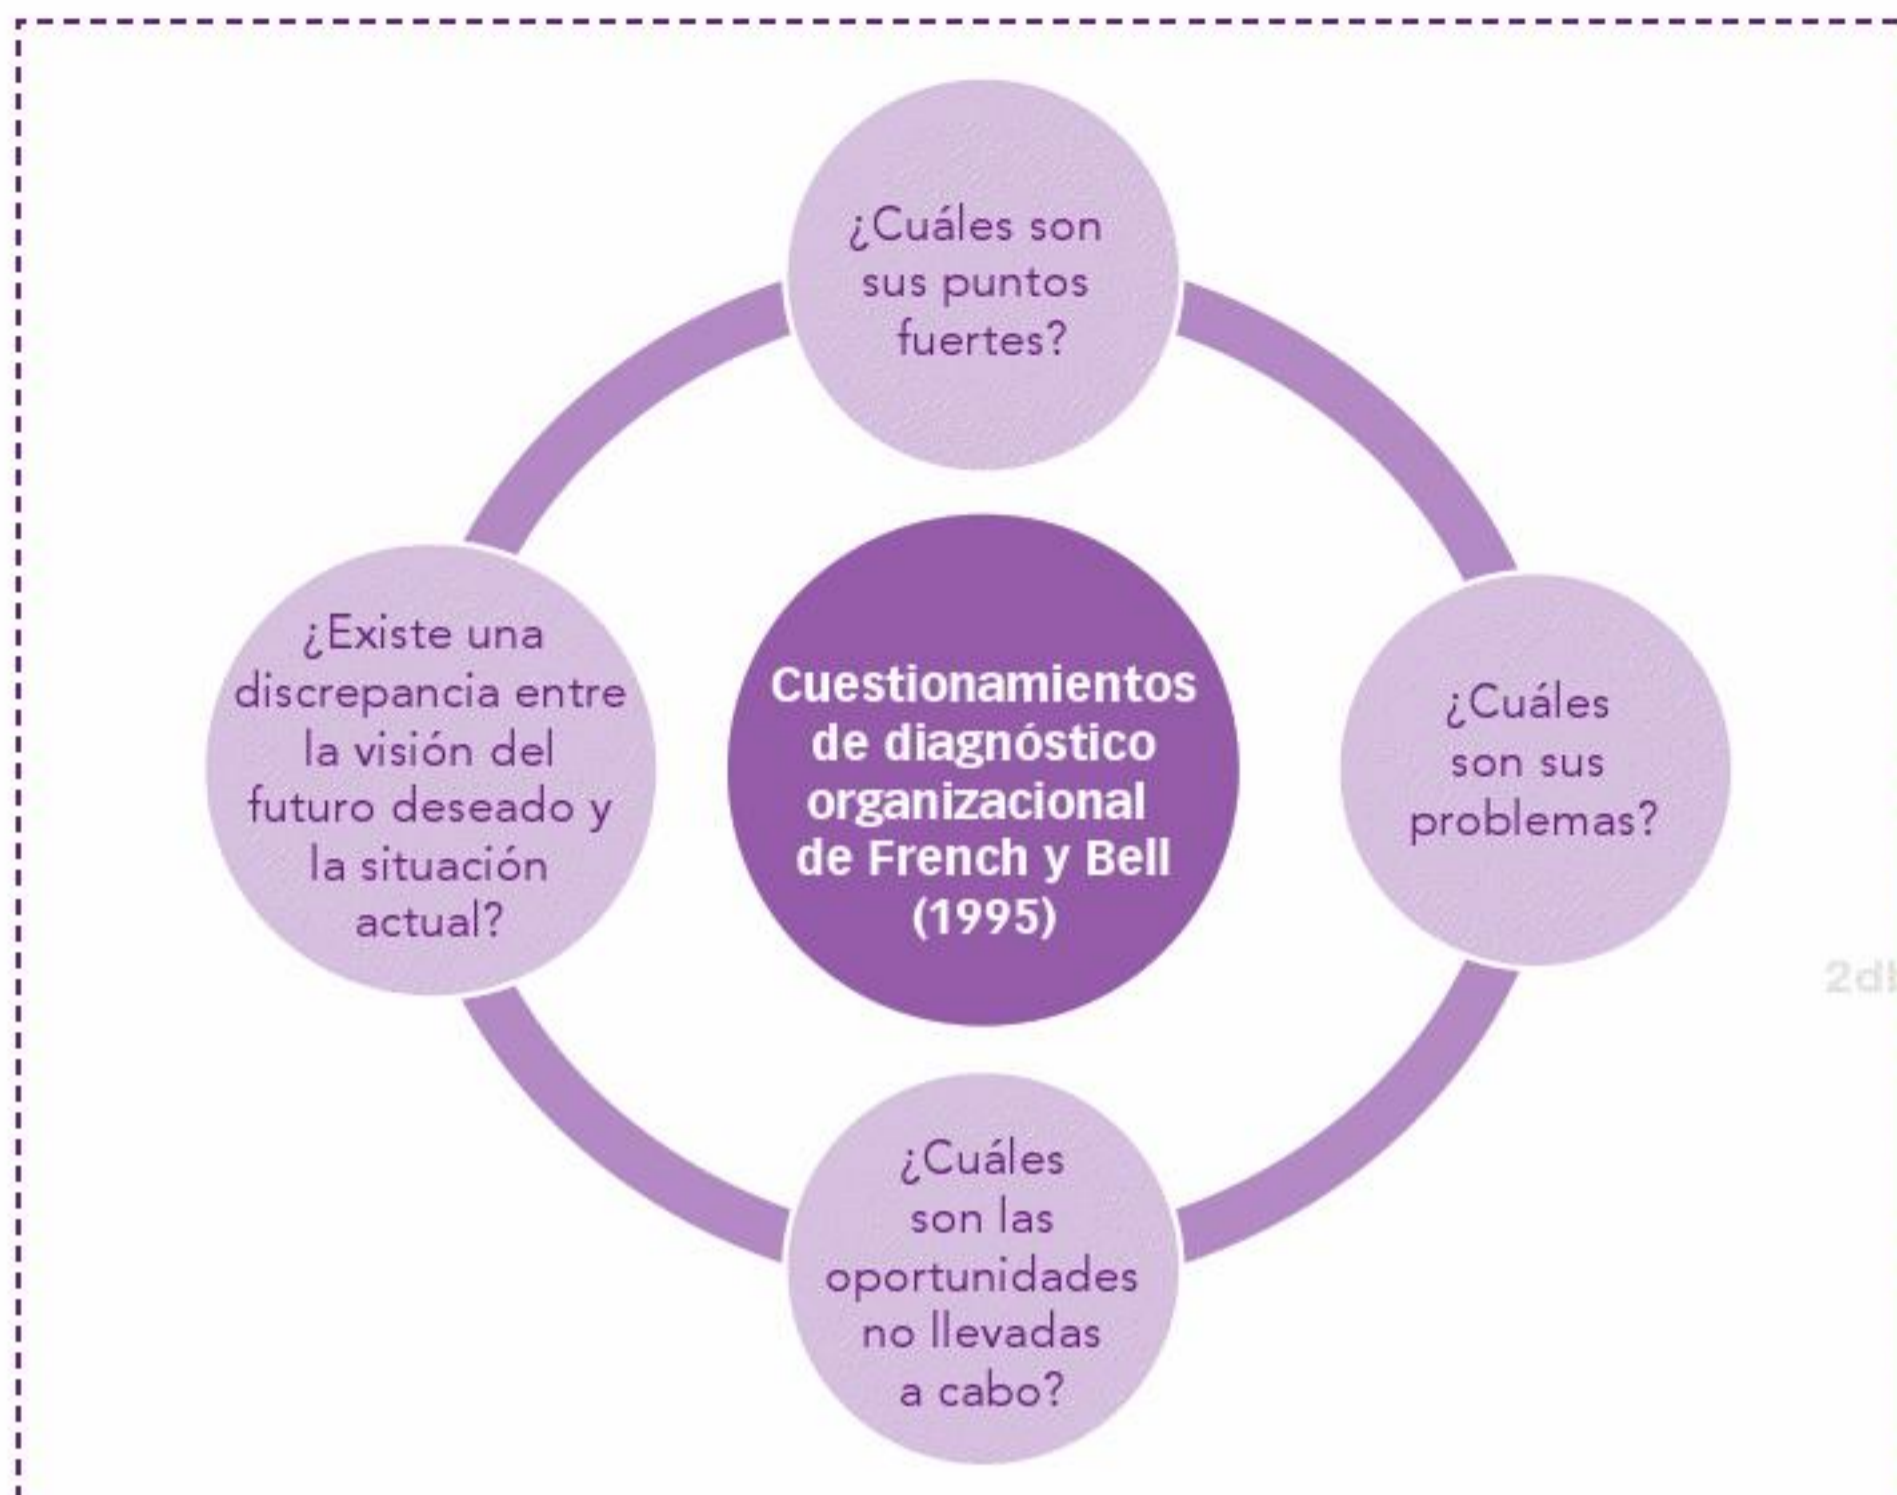 ¿Cuáles son
sus puntos
fuertes?
¿Existe una
discrepancia entre
la visión del
futuro deseado y
la situación
actual?
Cuestionamientos
de diagnóstico
organizacional
de French y Bell
(1995)
¿Cuáles
son sus
problemas?
¿Cuáles
son las
oportunidades
no llevadas
a cabo?